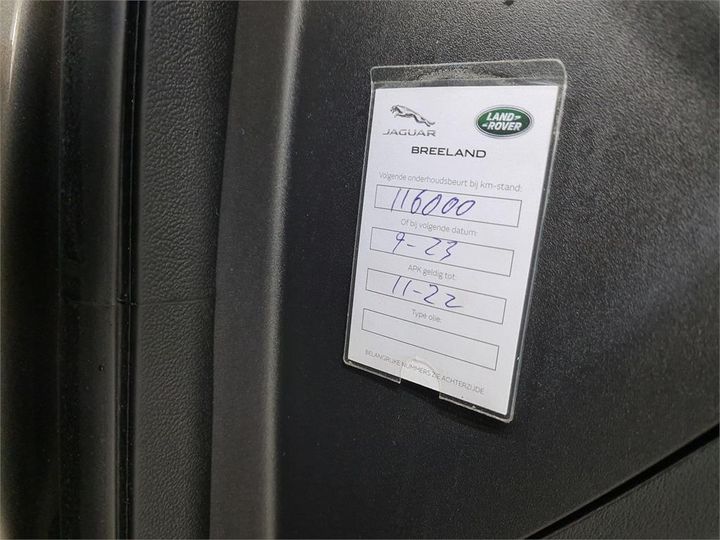 JAGUAR
LAND ROVER
BREELAND
Volgende onderhoudsbeurt bij km-stand:
116000
Of bij volgende datum:
9-23
APK geldig tot:
11-22
Type olie:
BELANGRIJKE NUMMERS ZIE ACHTERZIJDE